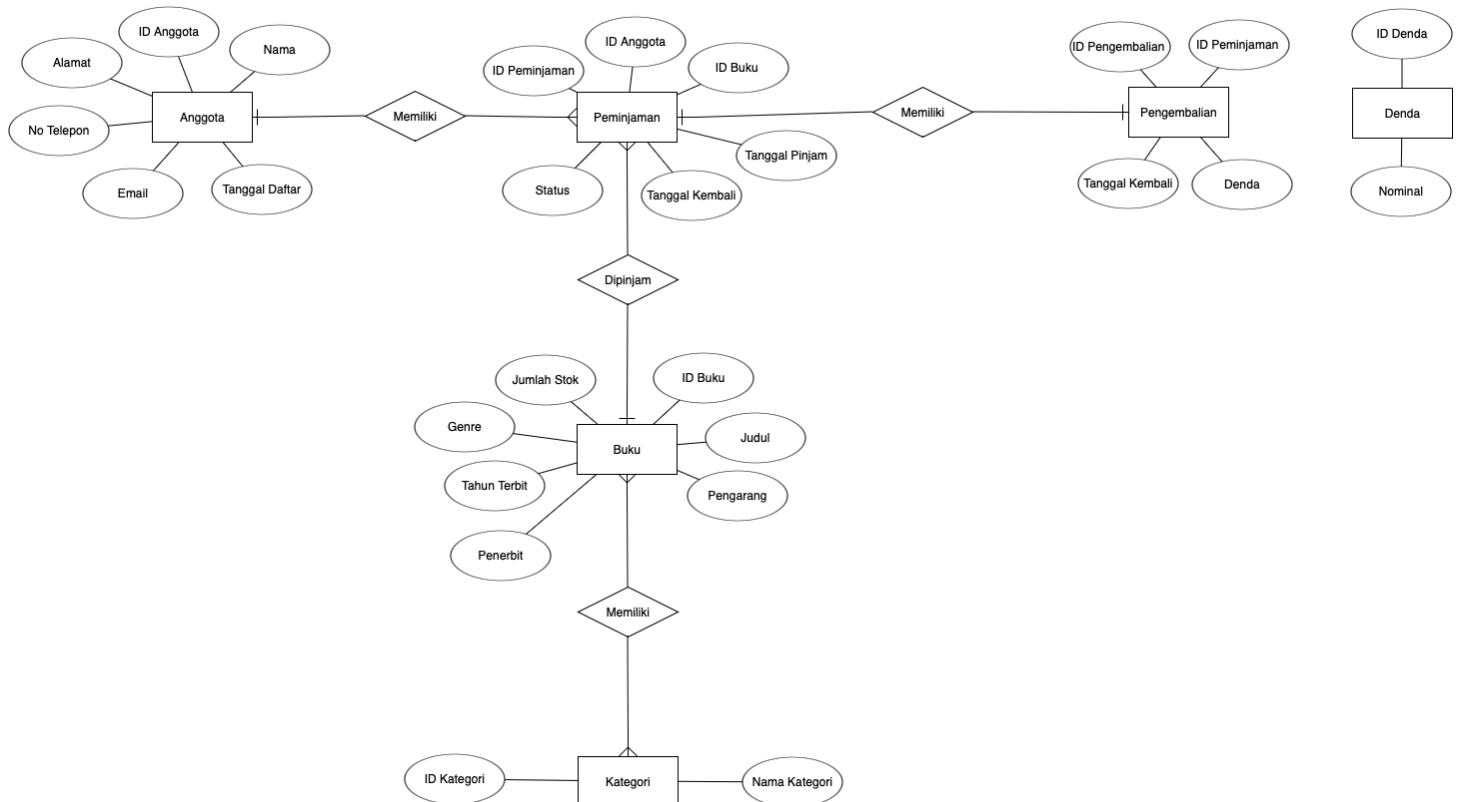 ID Anggota
Alamat
Nama
No Telepon
Anggota
Email
Tanggal Daftar
Memiliki
ID Peminjaman
ID Anggota
ID Buku
Peminjaman
Tanggal Pinjam
Status
Tanggal Kembali
Memiliki
ID Pengembalian
ID Peminjaman
Pengembalian
Tanggal Kembali
Denda
ID Denda
Denda
Nominal
Dipinjam
Jumlah Stok
ID Buku
Genre
Buku
Judul
Tahun Terbit
Pengarang
Penerbit
Memiliki
ID Kategori
Kategori
Nama Kategori